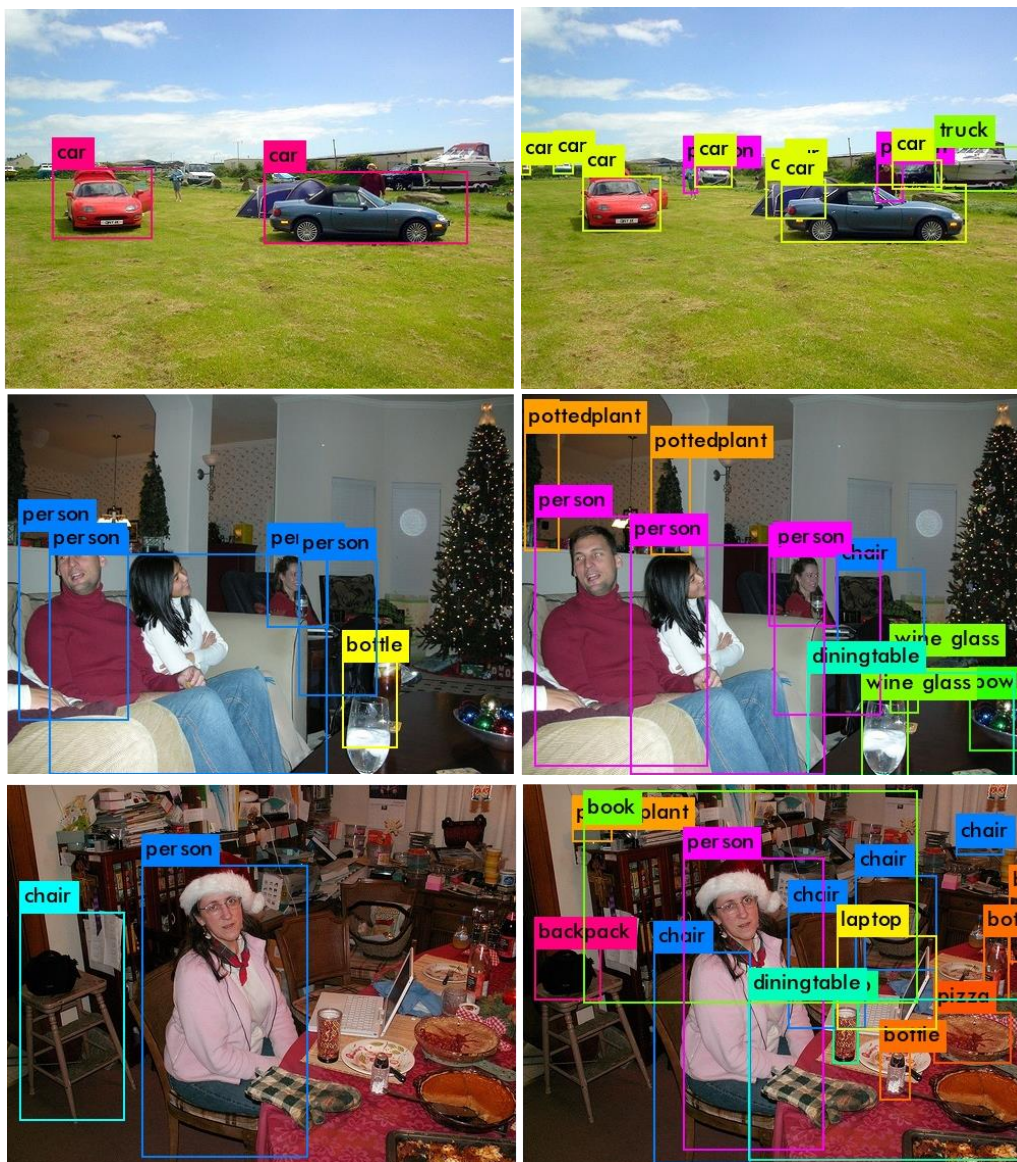 car
car
car
car
car
car
car
car
truck
person
person
person
bottle
pottedplant
pottedplant
person
person
person
chair
wine glass
diningtable
wine glass
person
chair
book
plant
person
chair
chair
chair
laptop
backpack
chair
diningtable
pizza
bottle